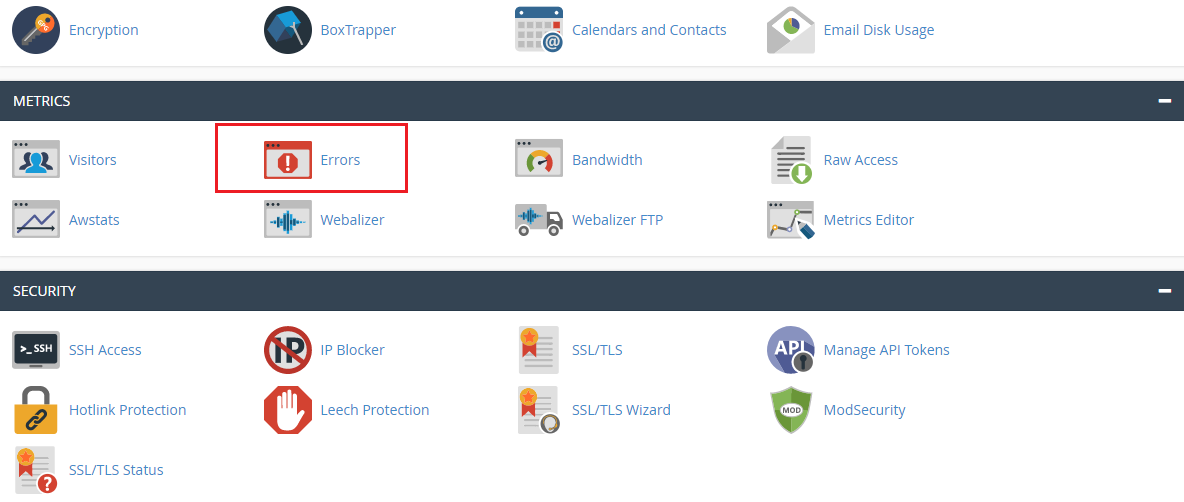 GPG
Encryption
BoxTrapper
@
Calendars and Contacts
Email Disk Usage
METRICS
Visitors
!
Errors
Bandwidth
Raw Access
Awstats
Webalizer
Webalizer FTP
Metrics Editor
SECURITY
>_ SSH
SSH Access
IP
IP Blocker
SSL/TLS
API
Manage API Tokens
Hotlink Protection
Leech Protection
SSL/TLS Wizard
MOD
ModSecurity
?
SSL/TLS Status